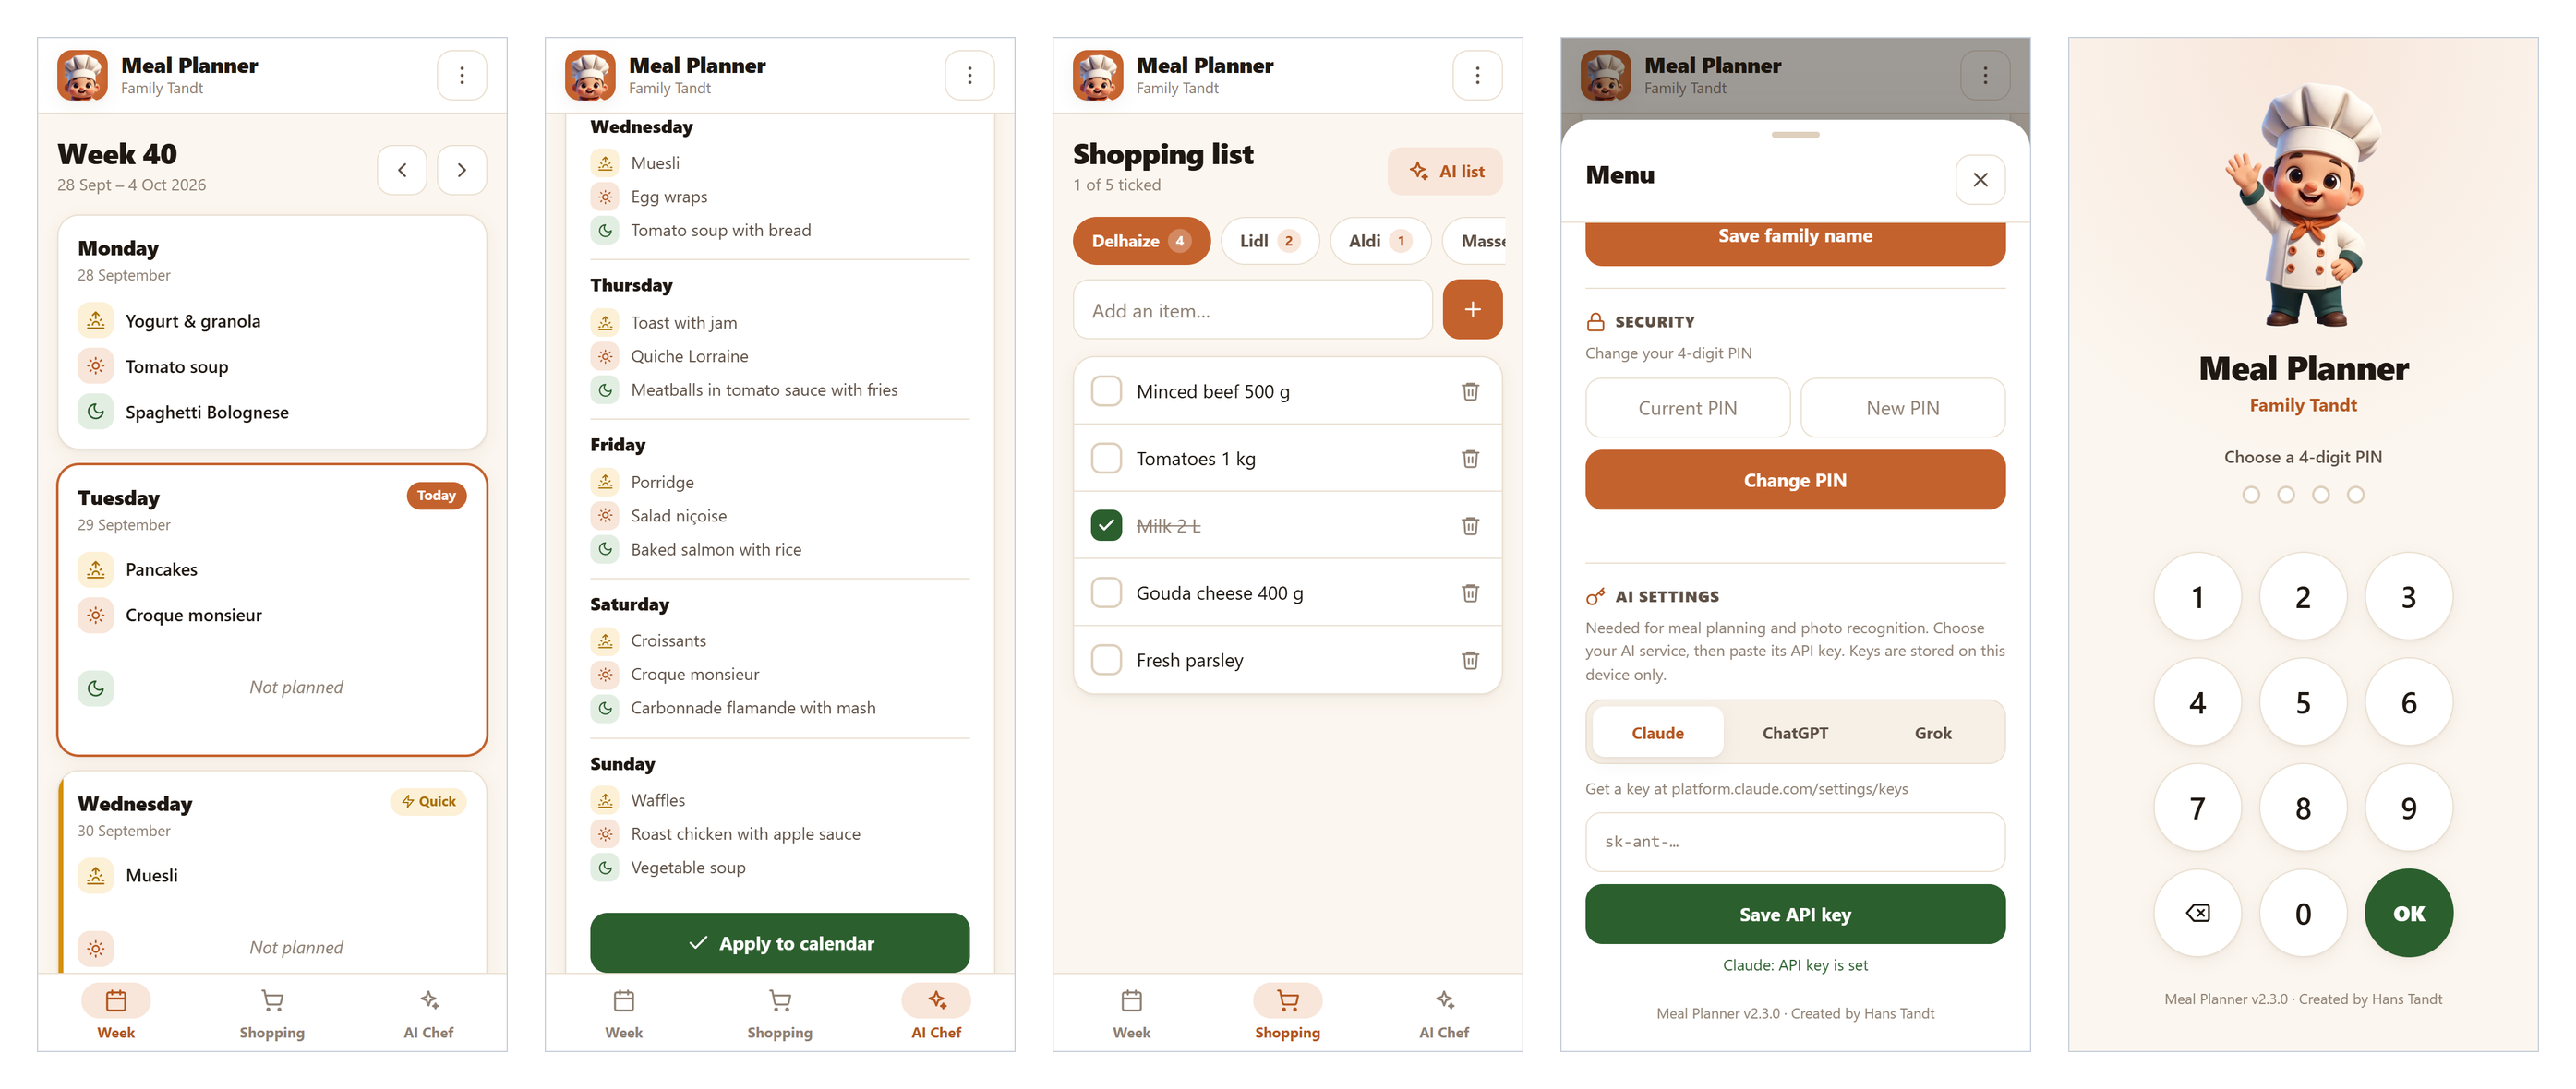 Meal Planner
Family Tandt
Week 40
28 Sept – 4 Oct 2026
Monday
28 September
Yogurt & granola
Tomato soup
Spaghetti Bolognese
Tuesday
Today
29 September
Pancakes
Croque monsieur
Not planned
Wednesday
Quick
30 September
Muesli
Not planned
Week
Shopping
AI Chef
Meal Planner
Family Tandt
Wednesday
Muesli
Egg wraps
Tomato soup with bread
Thursday
Toast with jam
Quiche Lorraine
Meatballs in tomato sauce with fries
Friday
Porridge
Salad niçoise
Baked salmon with rice
Saturday
Croissants
Croque monsieur
Carbonnade flamande with mash
Sunday
Waffles
Roast chicken with apple sauce
Vegetable soup
Apply to calendar
Week
Shopping
AI Chef
Meal Planner
Family Tandt
Shopping list
1 of 5 ticked
AI list
Delhaize 4
Lidl 2
Aldi 1
Masse
Add an item...
Minced beef 500 g
Tomatoes 1 kg
Milk 2 L
Gouda cheese 400 g
Fresh parsley
Week
Shopping
AI Chef
Meal Planner
Family Tandt
Menu
Save family name
SECURITY
Change your 4-digit PIN
Current PIN
New PIN
Change PIN
AI SETTINGS
Needed for meal planning and photo recognition. Choose
your AI service, then paste its API key. Keys are stored on this
device only.
Claude
ChatGPT
Grok
Get a key at platform.claude.com/settings/keys
sk-ant-…
Save API key
Claude: API key is set
Meal Planner v2.3.0 · Created by Hans Tandt
Meal Planner
Family Tandt
Choose a 4-digit PIN
1 2 3
4 5 6
7 8 9
0 OK
Meal Planner v2.3.0 · Created by Hans Tandt